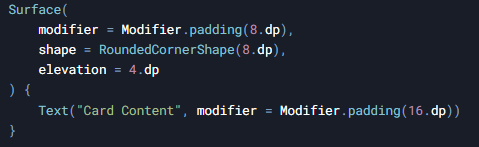 Surface(
    modifier = Modifier.padding(8.dp),
    shape = RoundedCornerShape(8.dp),
    elevation = 4.dp
) {
    Text("Card Content", modifier = Modifier.padding(16.dp))
}